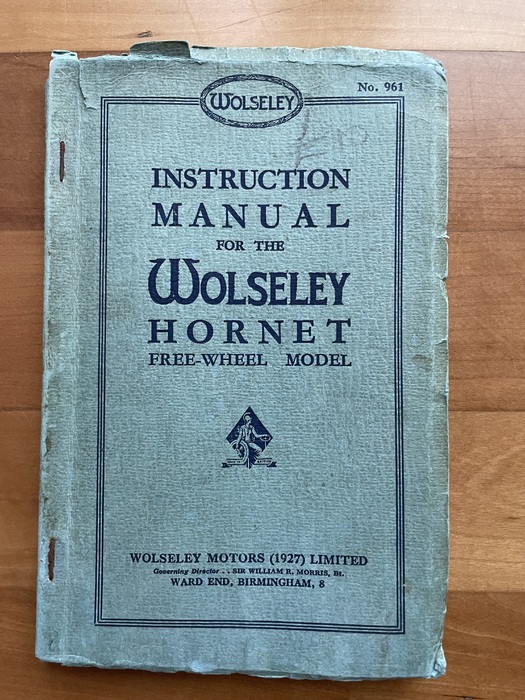 WOLSELEY
No. 961
INSTRUCTION
MANUAL
FOR THE
WOLSELEY
HORNET
FREE-WHEEL MODEL
WOLSELEY MOTORS (1927) LIMITED
Governing Director . . SIR WILLIAM R. MORRIS, Bt.
WARD END, BIRMINGHAM, 8